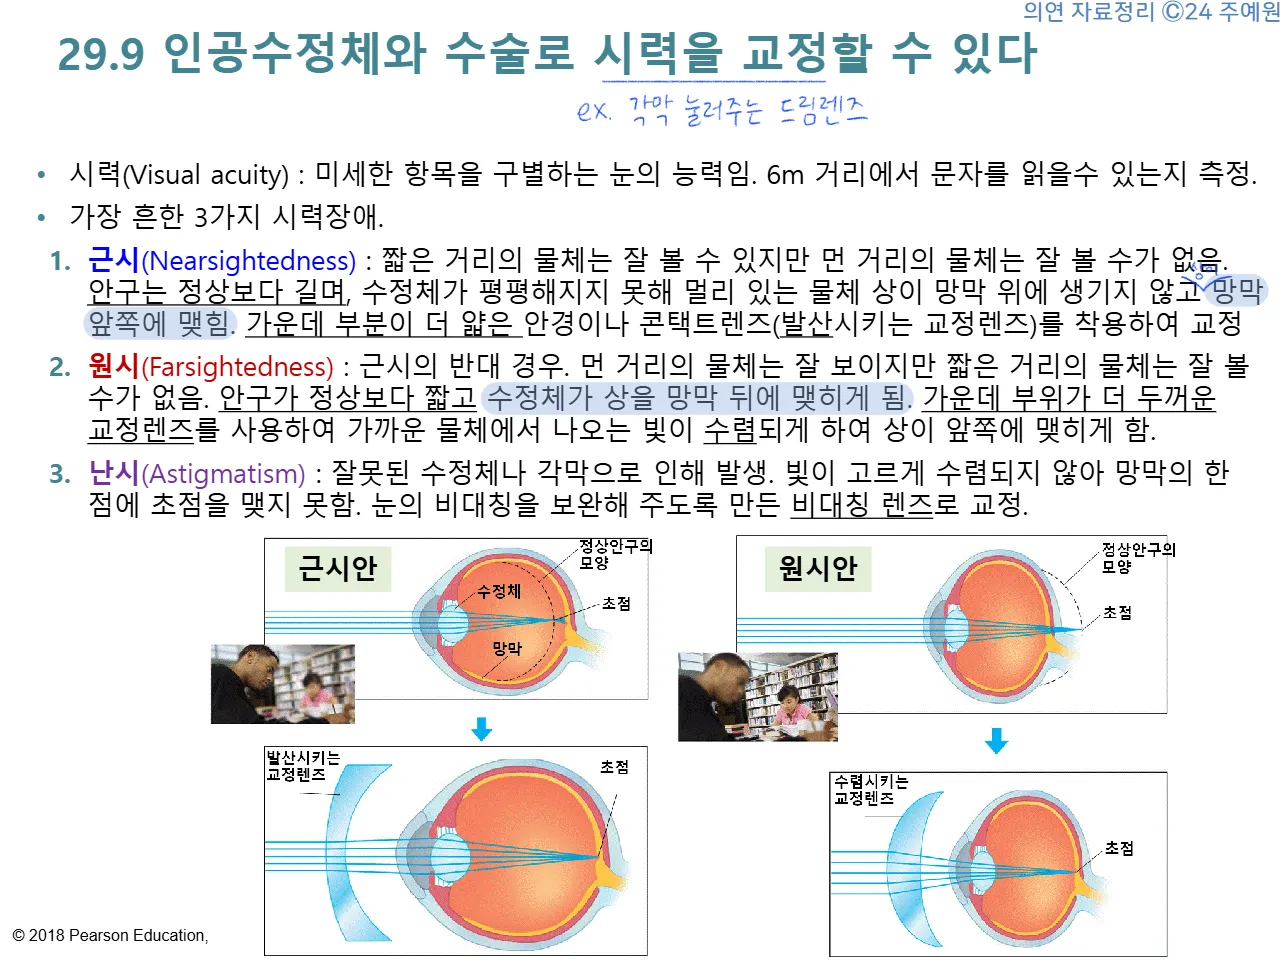 의연 자료정리 ©24 주예원
29.9 인공수정체와 수술로 시력을 교정할 수 있다
ex. 각막 눌러주는 드림렌즈
• 시력(Visual acuity) : 미세한 항목을 구별하는 눈의 능력임. 6m 거리에서 문자를 읽을수 있는지 측정.
• 가장 흔한 3가지 시력장애.
1. 근시(Nearsightedness) : 짧은 거리의 물체는 잘 볼 수 있지만 먼 거리의 물체는 잘 볼 수가 없음.
안구는 정상보다 길며, 수정체가 평평해지지 못해 멀리 있는 물체 상이 망막 위에 생기지 않고 망막
앞쪽에 맺힘. 가운데 부분이 더 얇은 안경이나 콘택트렌즈(발산시키는 교정렌즈)를 착용하여 교정
2. 원시(Farsightedness) : 근시의 반대 경우. 먼 거리의 물체는 잘 보이지만 짧은 거리의 물체는 잘 볼
수가 없음. 안구가 정상보다 짧고 수정체가 상을 망막 뒤에 맺히게 됨. 가운데 부위가 더 두꺼운
교정렌즈를 사용하여 가까운 물체에서 나오는 빛이 수렴되게 하여 상이 앞쪽에 맺히게 함.
3. 난시(Astigmatism) : 잘못된 수정체나 각막으로 인해 발생. 빛이 고르게 수렴되지 않아 망막의 한
점에 초점을 맺지 못함. 눈의 비대칭을 보완해 주도록 만든 비대칭 렌즈로 교정.
근시안
정상안구의
모양
수정체
초점
망막
원시안
정상안구의
모양
초점
발산시키는
교정렌즈
초점
수렴시키는
교정렌즈
초점
© 2018 Pearson Education,